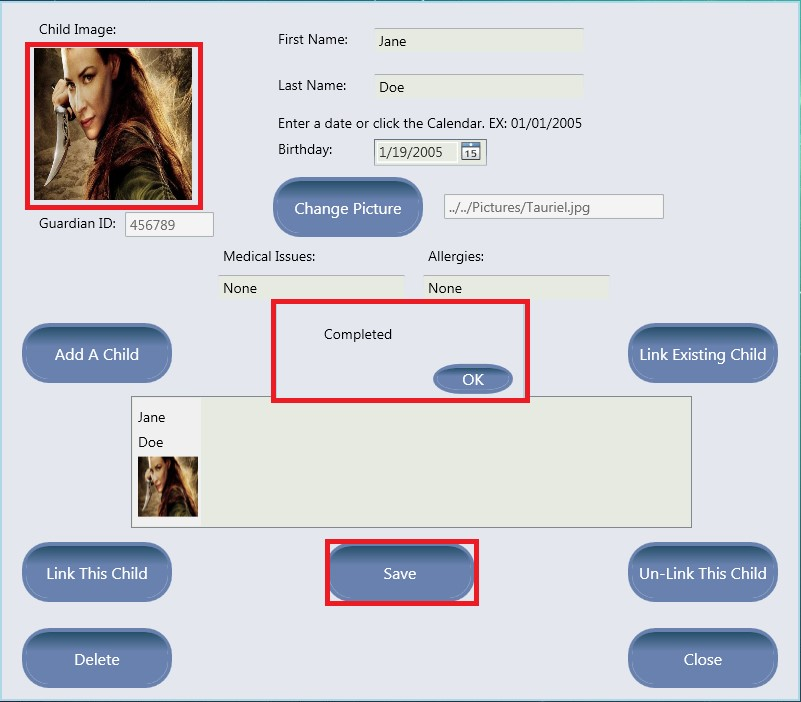 Child Image:
First Name:
Jane
Last Name:
Doe
Enter a date or click the Calendar. EX: 01/01/2005
Birthday:
1/19/2005
15
Change Picture
../../Pictures/Tauriel.jpg
Guardian ID:
456789
Medical Issues:
Allergies:
None
None
Completed
Add A Child
Link Existing Child
OK
Jane
Doe
Link This Child
Save
Un-Link This Child
Delete
Close